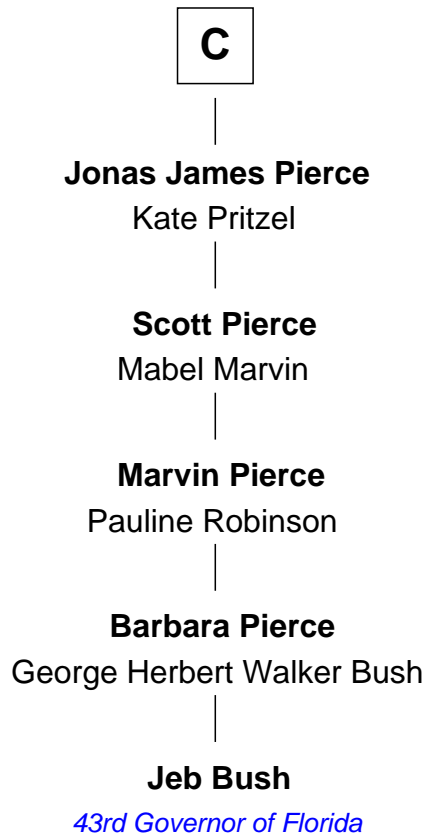 C
Jonas James Pierce
Kate Pritzel
Scott Pierce
Mabel Marvin
Marvin Pierce
Pauline Robinson
Barbara Pierce
George Herbert Walker Bush
Jeb Bush
43rd Governor of Florida